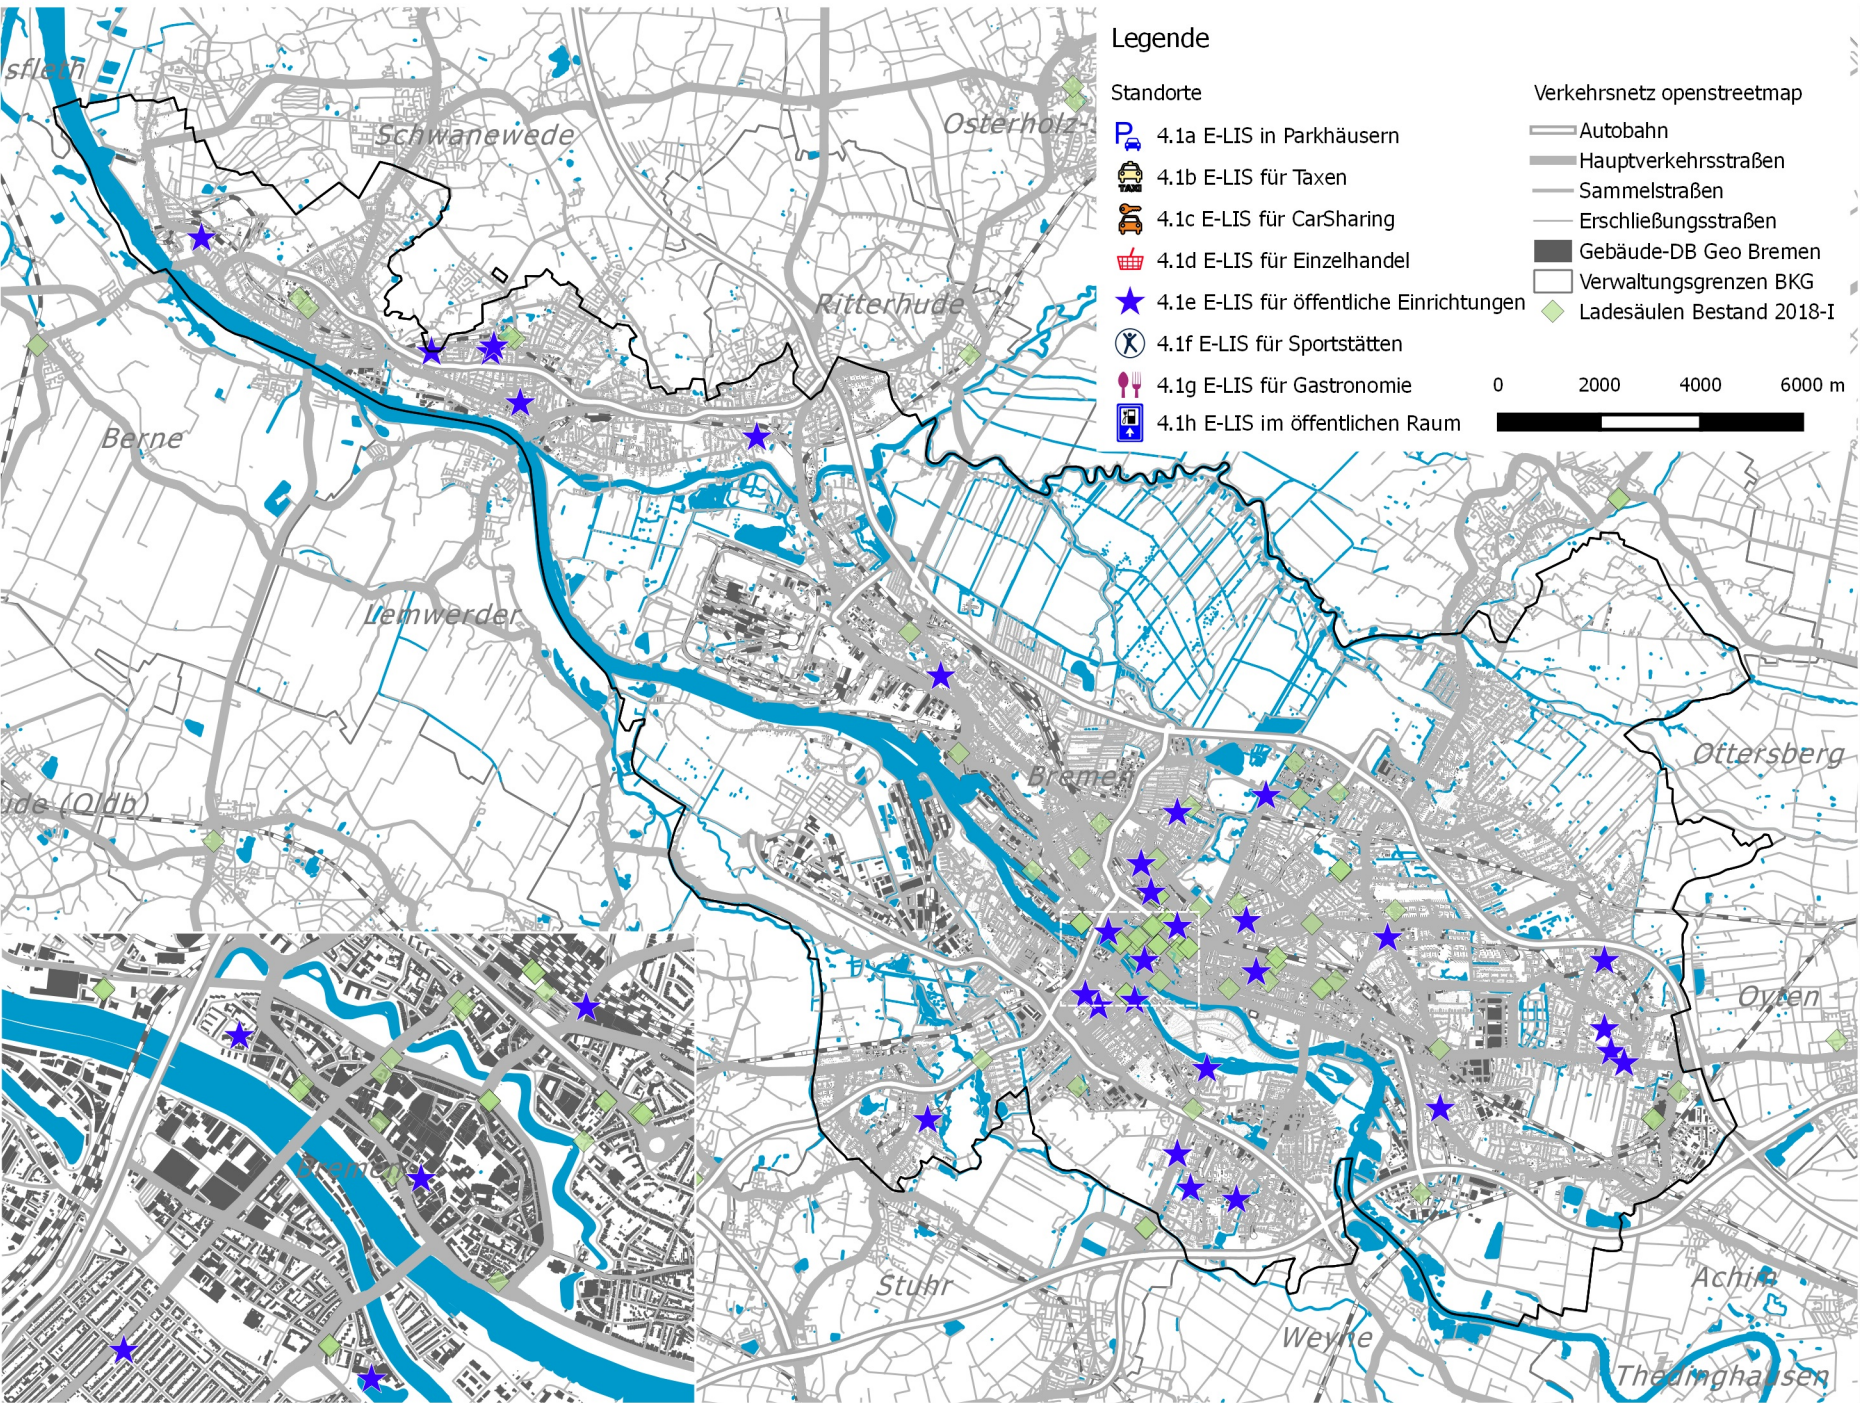 Legende
Standorte
4.1a E-LIS in Parkhäusern
4.1b E-LIS für Taxen
4.1c E-LIS für CarSharing
4.1d E-LIS für Einzelhandel
4.1e E-LIS für öffentliche Einrichtungen
4.1f E-LIS für Sportstätten
4.1g E-LIS für Gastronomie
4.1h E-LIS im öffentlichen Raum
P
TAXI
Verkehrsnetz openstreetmap
Autobahn
Hauptverkehrsstraßen
Sammelstraßen
Erschließungsstraßen
Gebäude-DB Geo Bremen
Verwaltungsgrenzen BKG
Ladesäulen Bestand 2018-I
0 2000 4000 6000 m
sfleth
Schwanewede
Osterholz-
Ritterhude
Berne
Lemwerder
Bremen
Ottersberg
ude (Oldb)
Oyten
Bremen
Stuhr
Achim
Weyhe
Thedinghausen